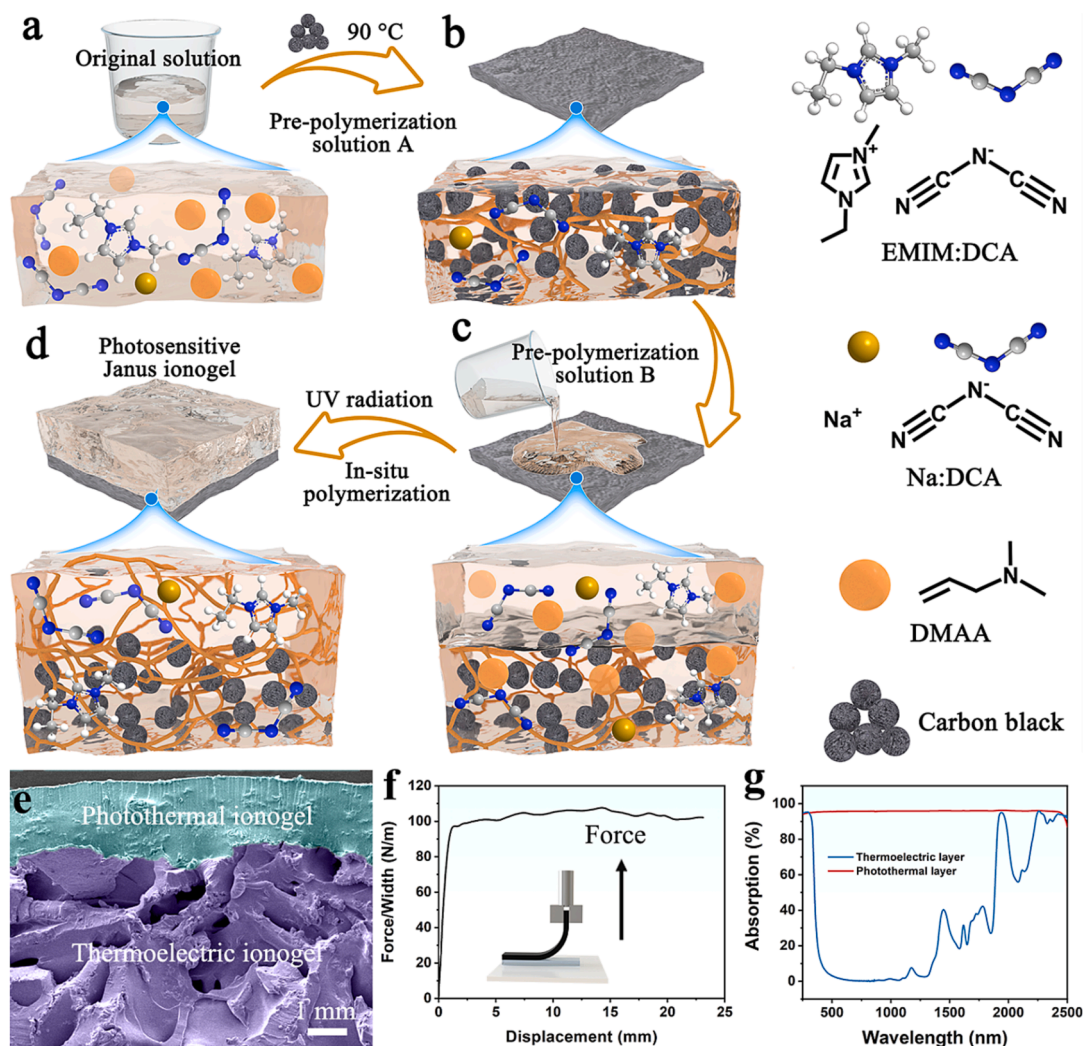 a
Original solution
90 °C
Pre-polymerization
solution A
b
N
N⁻
N
+
EMIM:DCA
d
Photosensitive
Janus ionogel
UV radiation
In-situ
polymerization
c
Pre-polymerization
solution B
Na⁺
N
N⁻
N
Na:DCA
N
DMAA
Carbon black
e
Photothermal ionogel
Thermoelectric ionogel
1 mm
f
Force/Width (N/m)
120
100
80
60
40
20
0
Force
0 5 10 15 20 25
Displacement (mm)
g
Absorption (%)
100
80
60
40
20
0
Thermoelectric layer
Photothermal layer
500 1000 1500 2000 2500
Wavelength (nm)